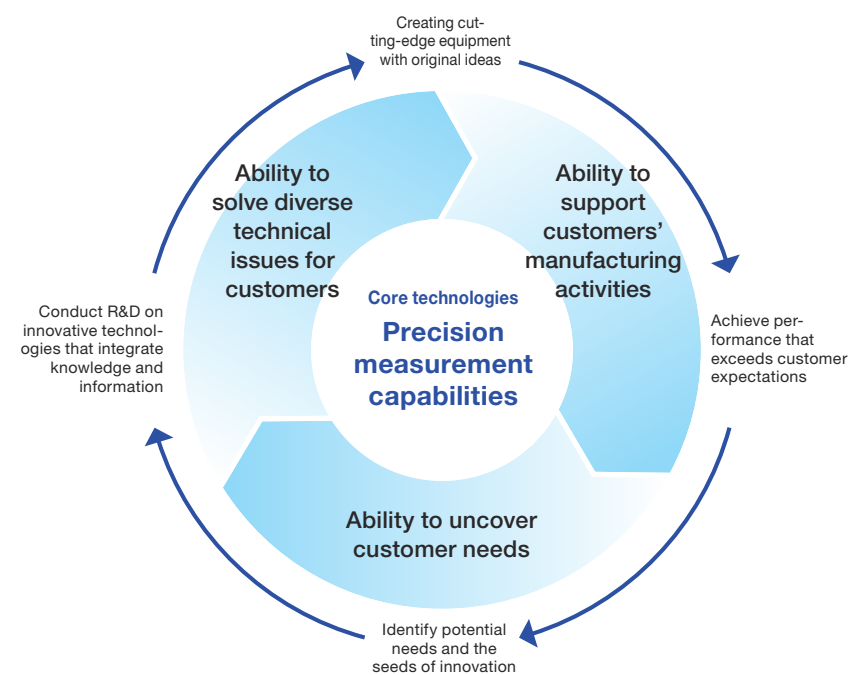 Creating cut-
ting-edge equipment
with original ideas
Ability to
solve diverse
technical
issues for
customers
Ability to
support
customers’
manufacturing
activities
Core technologies
Precision
measurement
capabilities
Conduct R&D on
innovative technol-
ogies that integrate
knowledge and
information
Achieve per-
formance that
exceeds customer
expectations
Ability to uncover
customer needs
Identify potential
needs and the
seeds of innovation